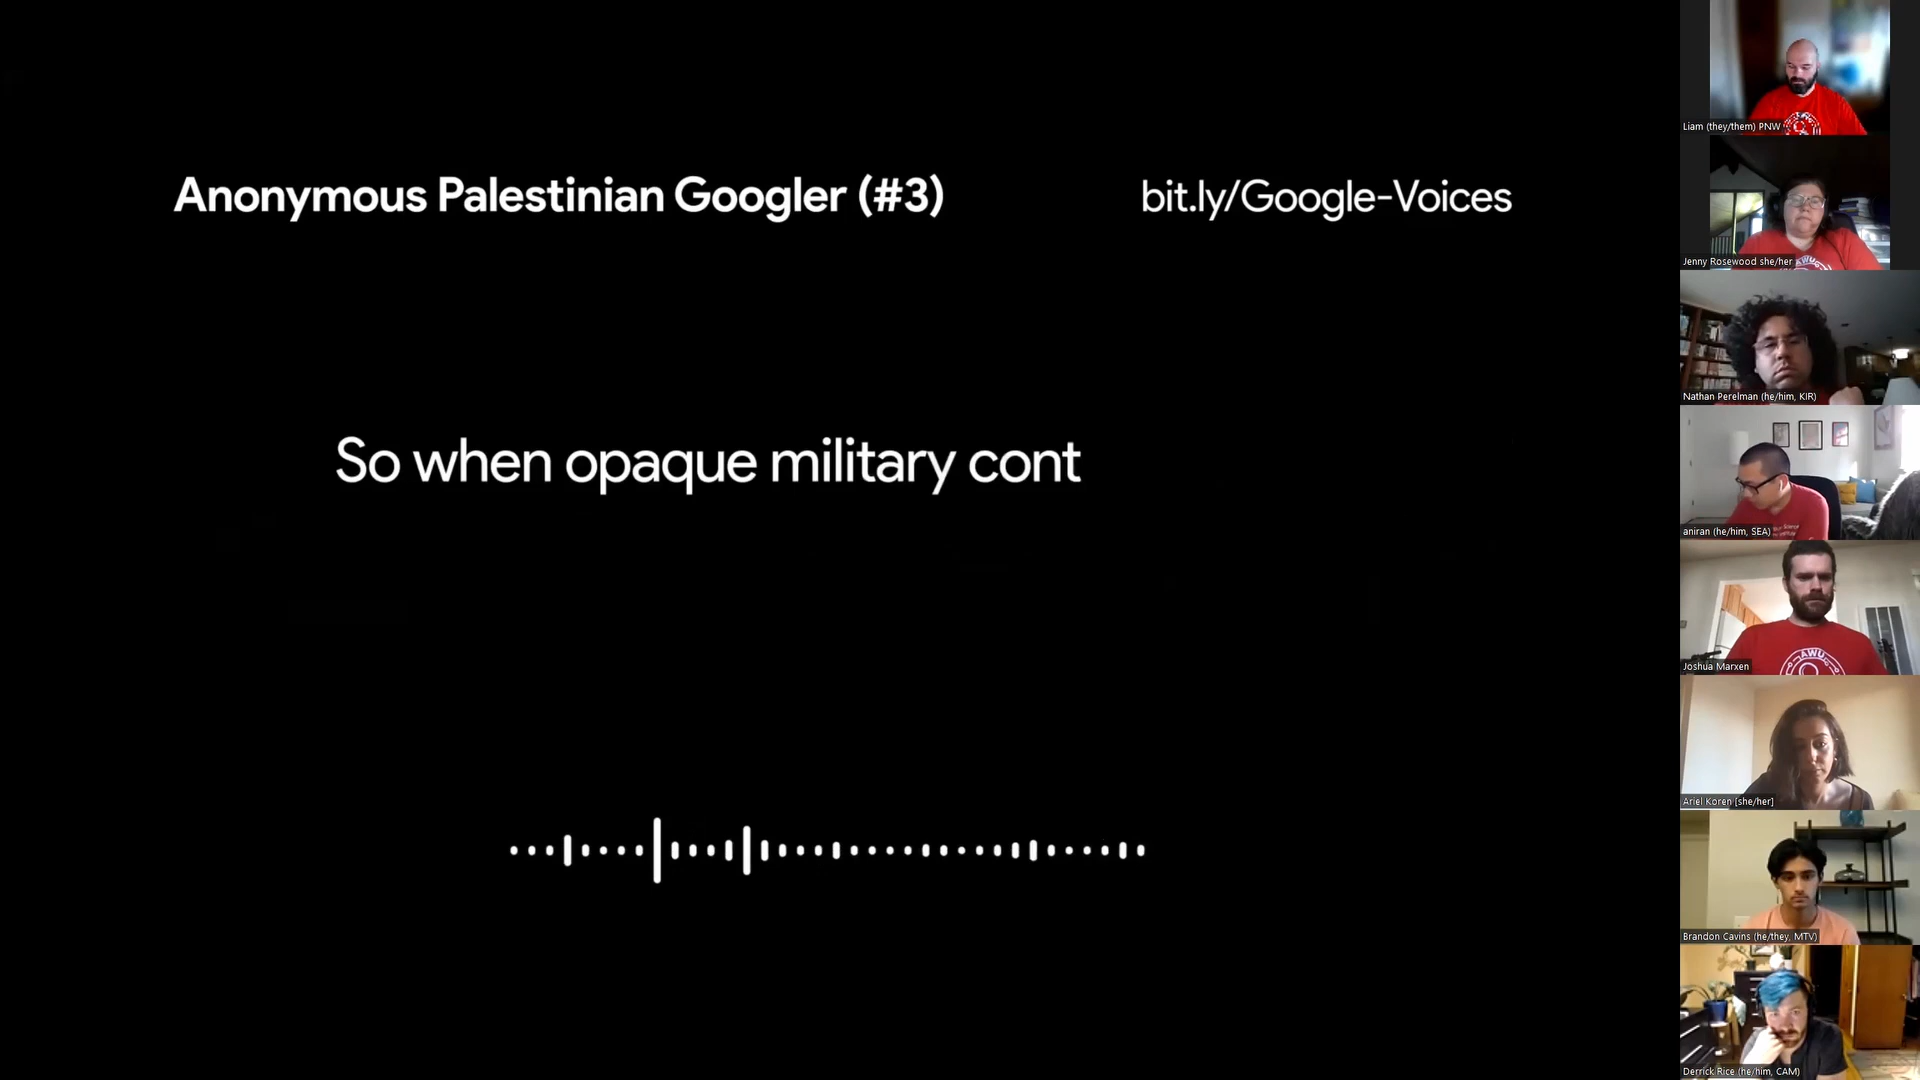 Anonymous Palestinian Googler (#3)
bit.ly/Google-Voices
So when opaque military cont
Liam (they/them) PNW
Jenny Rosewood she/her
AWU
Nathan Perelman (he/him, KIR)
aniran (he/him, SEA)
Joshua Marxen
AWU
Ariel Koren [she/her]
Brandon Cavins (he/they, MTV)
Derrick Rice (he/him, CAM)